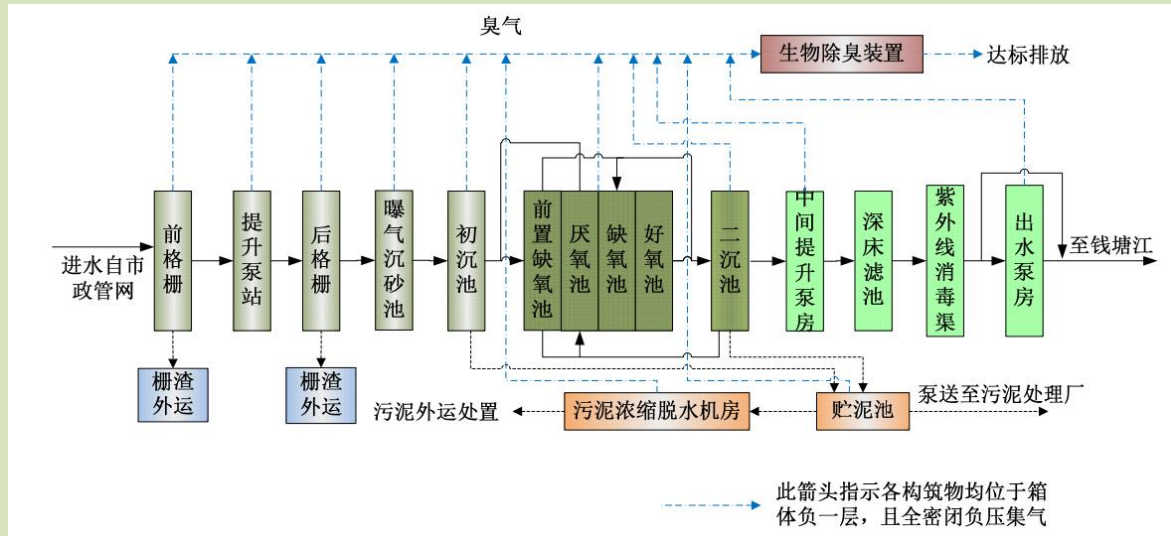 臭气
生物除臭装置
达标排放
进水自市
政管网
前格栅
提升泵站
后格栅
曝气沉砂池
初沉池
前置缺氧池
厌氧池
缺氧池
好氧池
二沉池
中间提升泵房
深床滤池
紫外线消毒渠
出水泵房
至钱塘江
栅渣
外运
栅渣
外运
污泥外运处置
污泥浓缩脱水机房
贮泥池
泵送至污泥处理厂
此箭头指示各构筑物均位于箱
体负一层，且全密闭负压集气